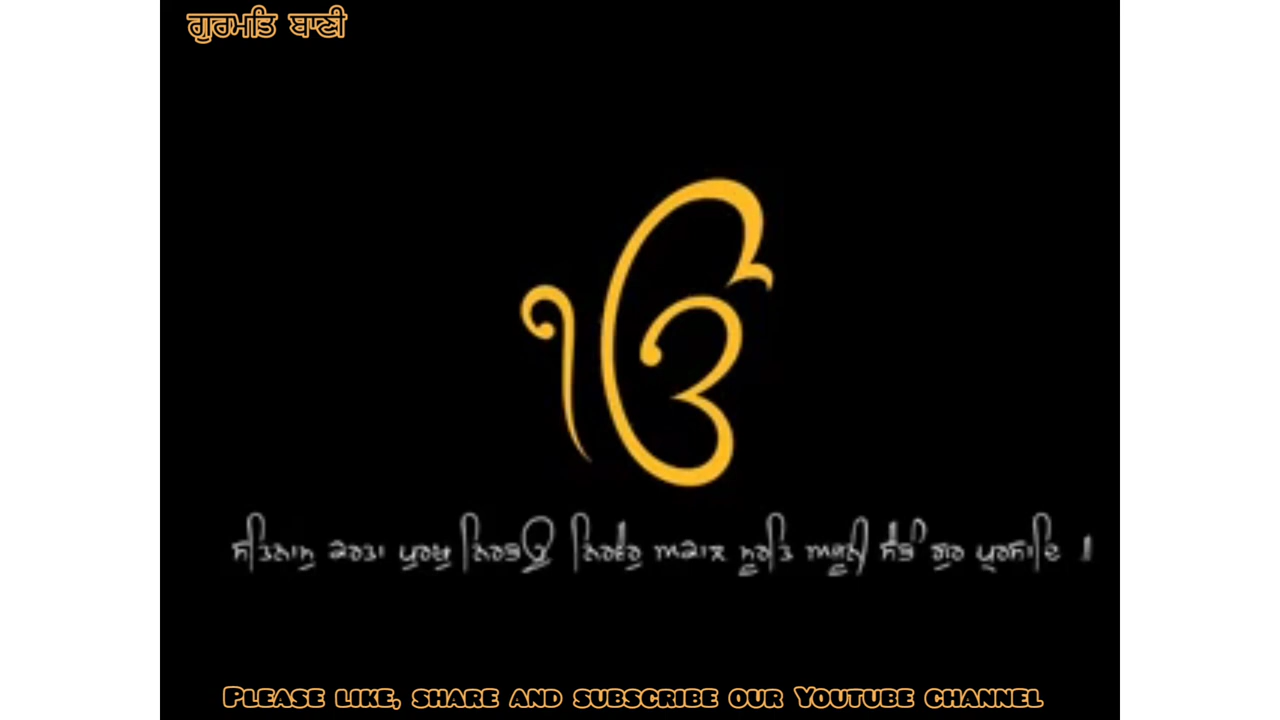 ਗੁਰਮਤਿ ਬਾਣੀ
ੴ
ਸਤਿਨਾਮੁ ਕਰਤਾ ਪੁਰਖੁ ਨਿਰਭਉ ਨਿਰਵੈਰੁ ਅਕਾਲ ਮੂਰਤਿ ਅਜੂਨੀ ਸੈਭੰ ਗੁਰ ਪ੍ਰਸਾਦਿ ।
Please like, share and subscribe our Youtube channel